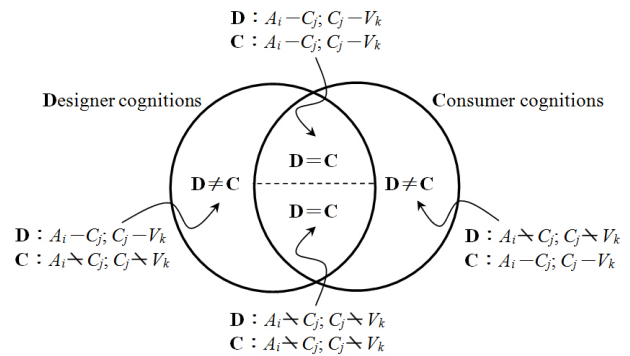 D：Ai－Cj; Cj－Vk
C：Ai－Cj; Cj－Vk
Designer cognitions
Consumer cognitions
D＝C
D≠C
D≠C
D＝C
D：Ai－Cj; Cj－Vk
C：Ai⤫Cj; Cj⤫Vk
D：Ai⤫Cj; Cj⤫Vk
C：Ai－Cj; Cj－Vk
D：Ai⤫Cj; Cj⤫Vk
C：Ai⤫Cj; Cj⤫Vk